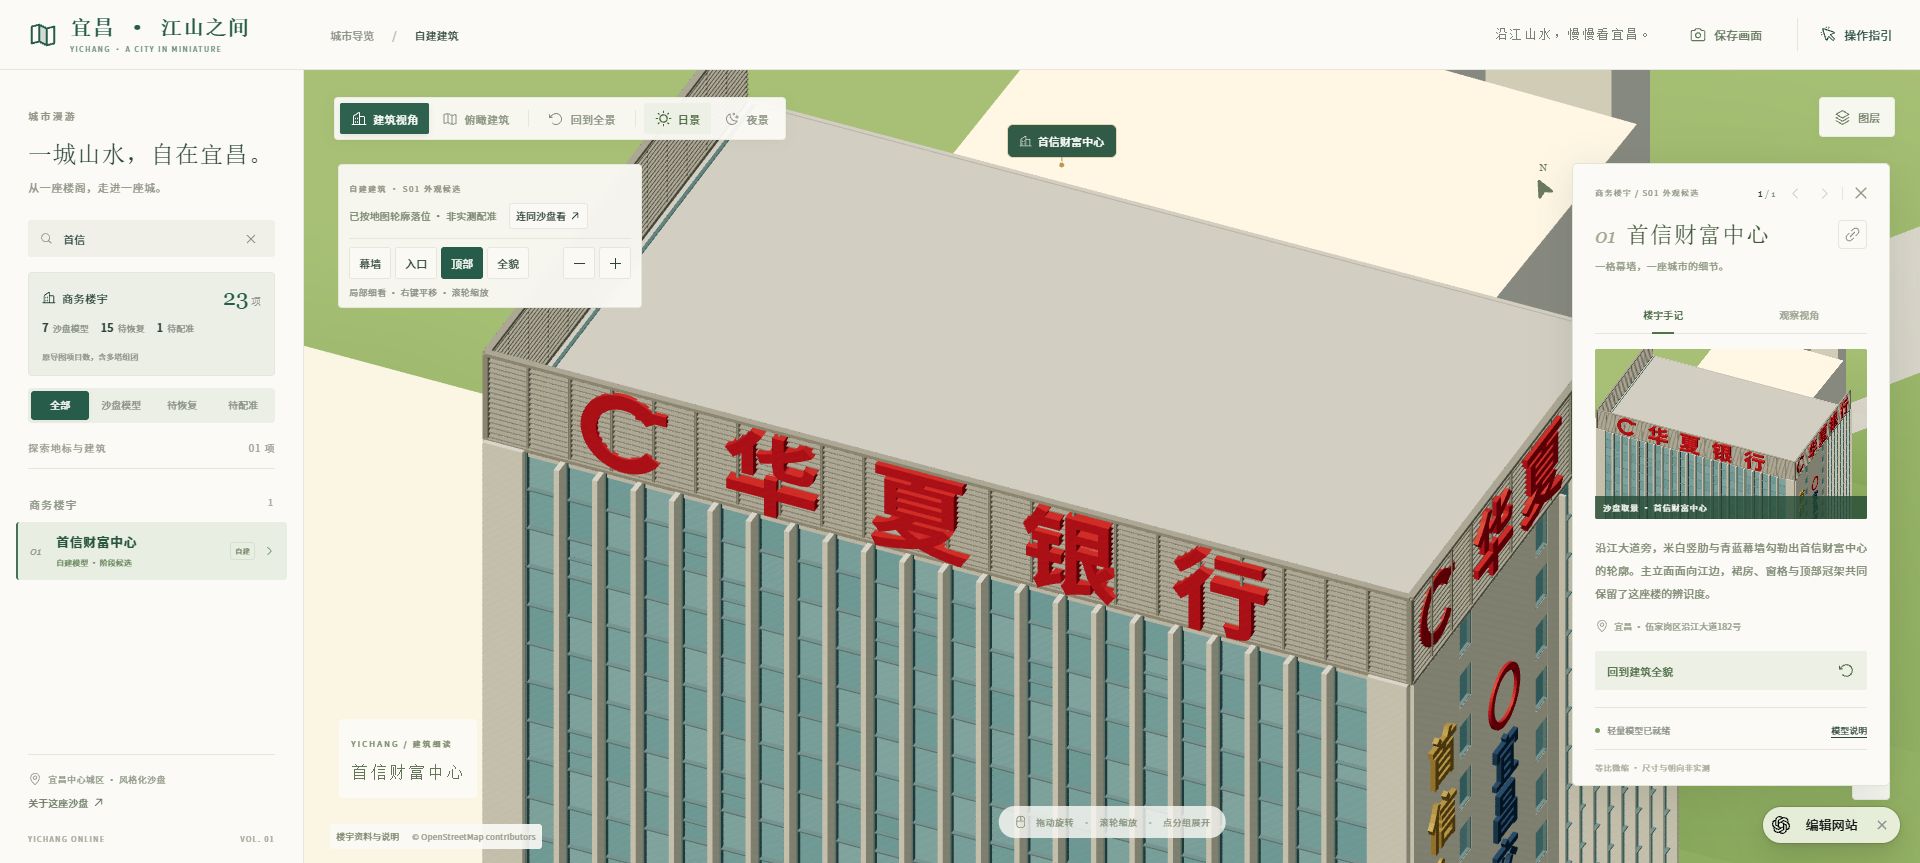 宜昌 • 江山之间
YICHANG • A CITY IN MINIATURE
城市导览 / 自建建筑
沿江山水，慢慢看宜昌。
保存画面
操作指引
城市漫游
一城山水，自在宜昌。
从一座楼阁，走进一座城。
首信
商务楼宇
23 项
7 沙盘模型 15 待恢复 1 待配准
原导图项目数，含多塔组团
全部 沙盘模型 待恢复 待配准
探索地标与建筑 01 项
商务楼宇 1
01 首信财富中心 自建
自建模型 • 阶段候选
宜昌中心城区 • 风格化沙盘
关于这座沙盘 ↗
YICHANG ONLINE VOL. 01
建筑视角 俯瞰建筑 回到全景 日景 夜景
自建建筑 • S01 外观候选
已按地图轮廓落位 • 非实测配准 连同沙盘看 ↗
幕墙 入口 顶部 全貌 — +
局部细看 • 右键平移 • 滚轮缩放
首信财富中心
N
图层
华夏银行
华夏
首信
YICHANG / 建筑细读
首信财富中心
楼宇资料与说明 © OpenStreetMap contributors
拖动旋转 • 滚轮缩放 • 点分组展开
商务楼宇 / S01 外观候选 1 / 1
01 首信财富中心
一格幕墙，一座城市的细节。
楼宇手记 观察视角
华夏银行
沙盘取景 • 首信财富中心
沿江大道旁，米白竖肋与青蓝幕墙勾勒出首信财富中心
的轮廓。主立面面向江边，裙房、窗格与顶部冠架共同
保留了这座楼的辨识度。
宜昌 • 伍家岗区沿江大道182号
回到建筑全貌
轻量模型已就绪 模型说明
等比微缩 • 尺寸与朝向非实测
编辑网站